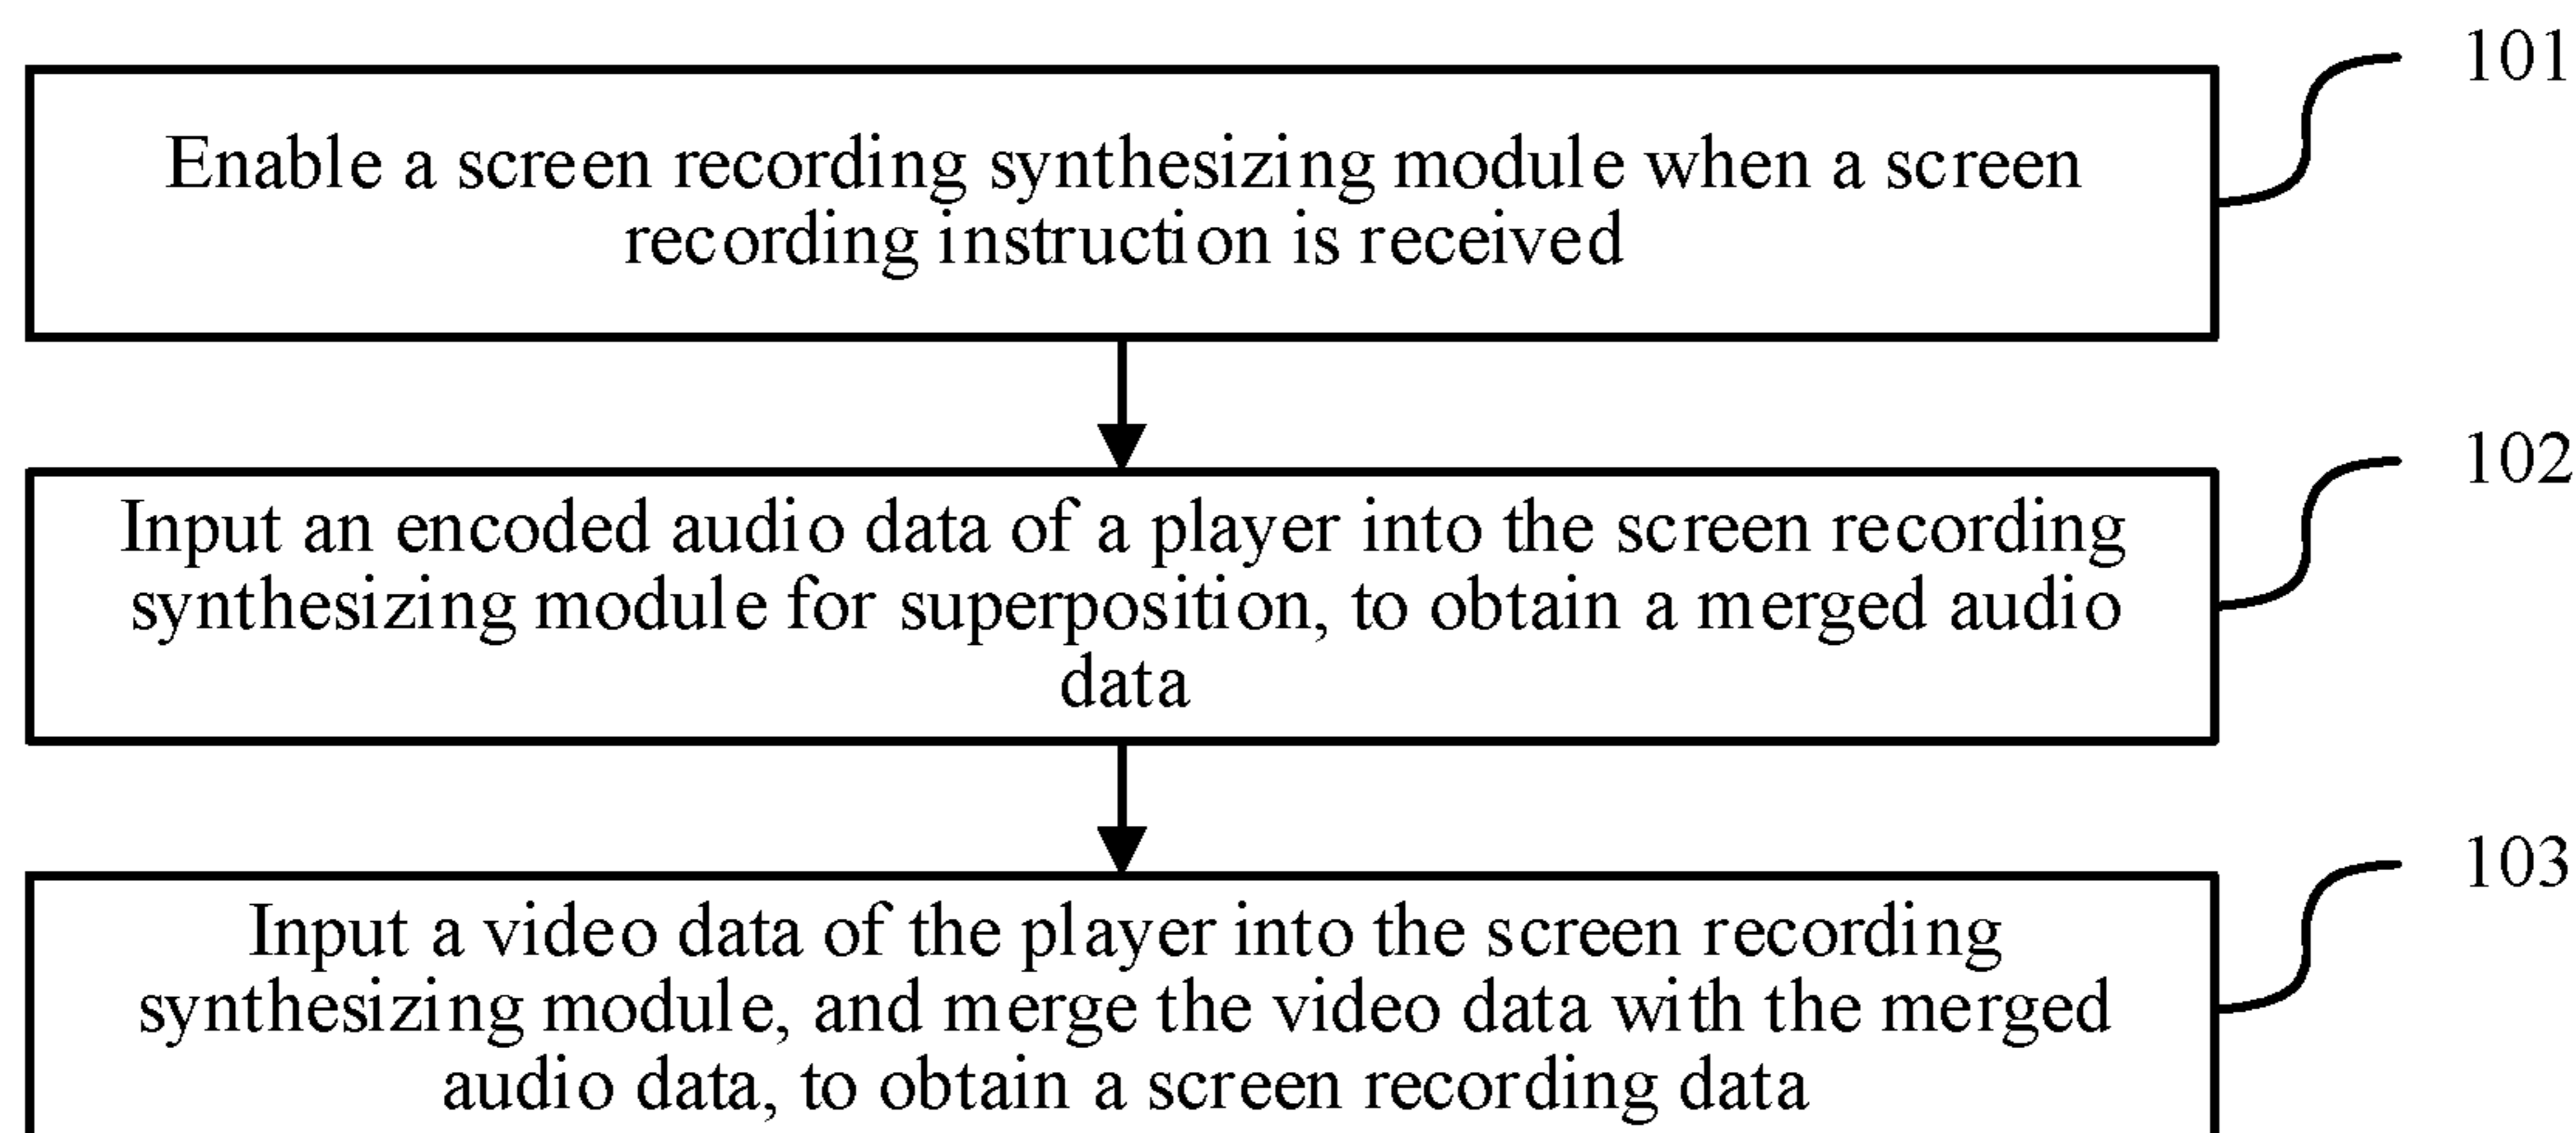 101
Enable a screen recording synthesizing module when a screen
recording instruction is received
102
Input an encoded audio data of a player into the screen recording
synthesizing module for superposition, to obtain a merged audio
data
103
Input a video data of the player into the screen recording
synthesizing module, and merge the video data with the merged
audio data, to obtain a screen recording data